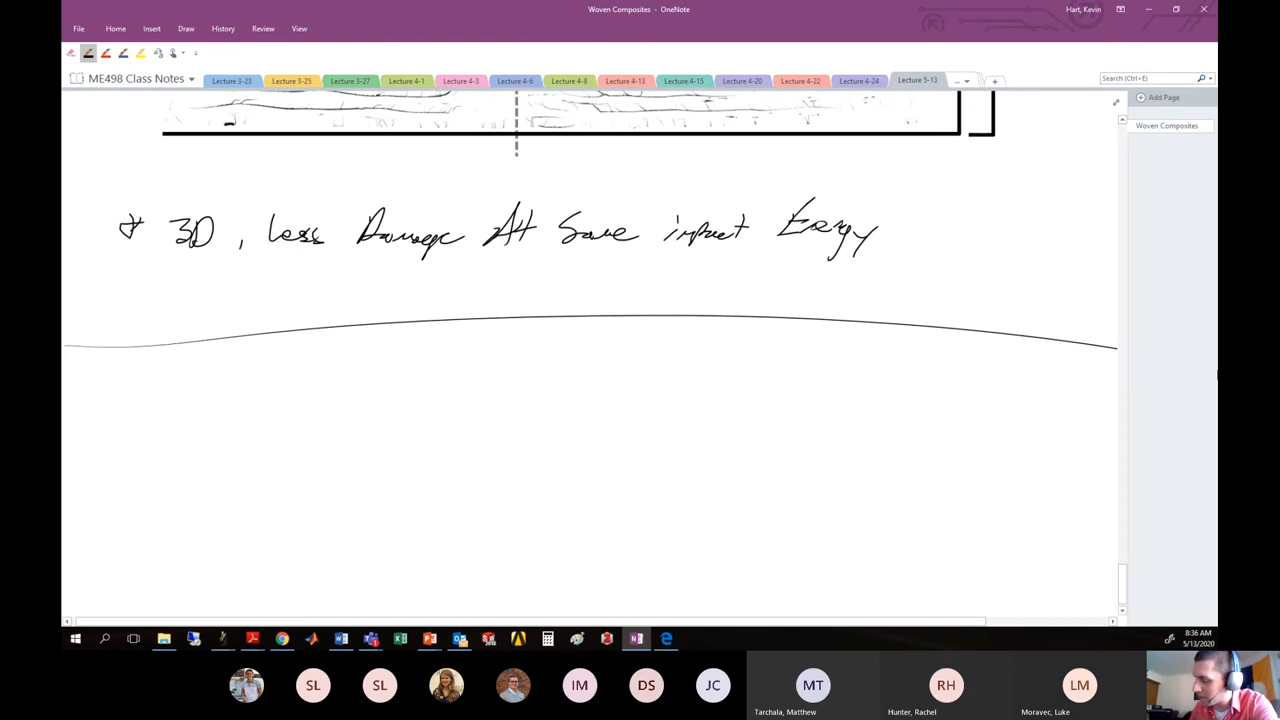 Woven Composites - OneNote
Hart, Kevin
File Home Insert Draw History Review View
ME498 Class Notes
Lecture 3-23 Lecture 3-25 Lecture 3-27 Lecture 4-1 Lecture 4-3 Lecture 4-6 Lecture 4-8 Lecture 4-13 Lecture 4-15 Lecture 4-20 Lecture 4-22 Lecture 4-24 Lecture 5-13
Search (Ctrl+E)
Add Page
Woven Composites
* 3D, Less Damage At Same impact Energy
8:36 AM
5/13/2020
SL SL IM DS JC MT RH LM
Tarchala, Matthew Hunter, Rachel Moravec, Luke